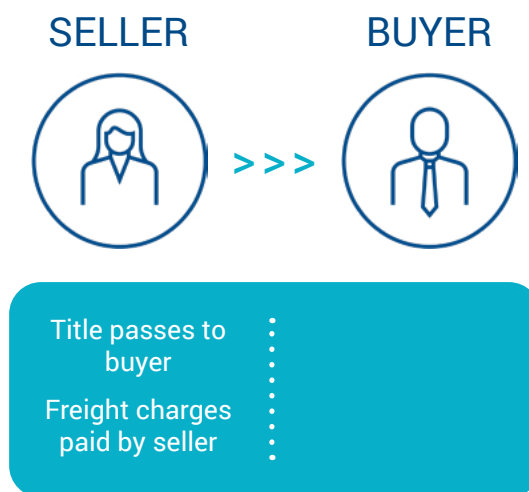 SELLER
BUYER
> > >
Title passes to
buyer
Freight charges
paid by seller